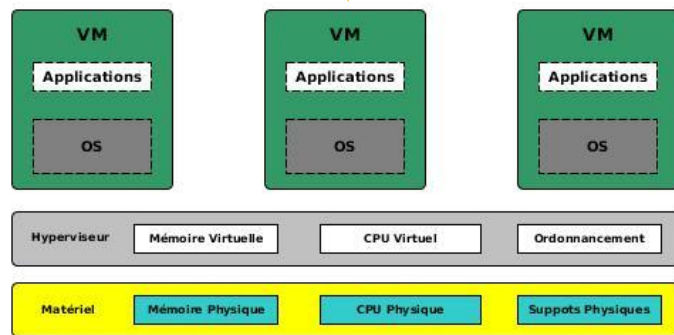 VM VM VM
Applications Applications Applications
OS OS OS
Hyperviseur Mémoire Virtuelle CPU Virtuel Ordonnancement
Matériel Mémoire Physique CPU Physique Suppots Physiques